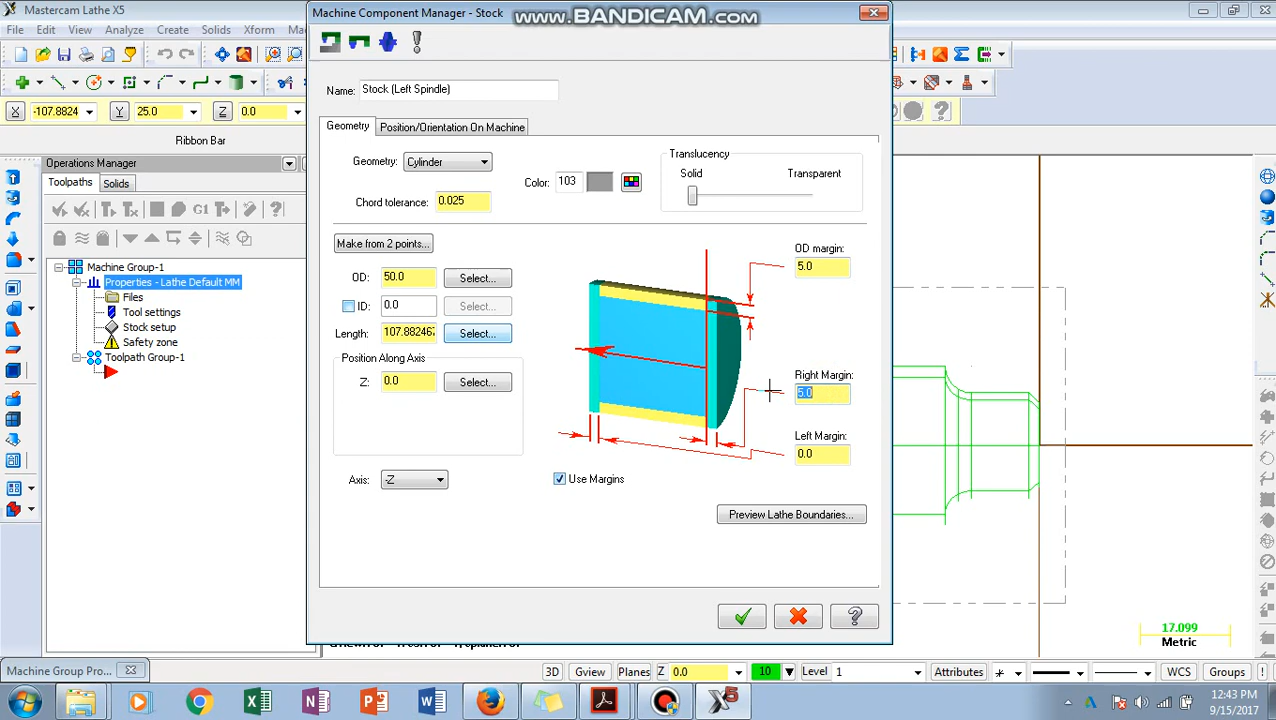 Mastercam Lathe X5
Machine Component Manager - Stock
www.BANDICAM.com
File Edit View Analyze Create Solids Xform
Name: Stock (Left Spindle)
X -107.8824 Y 25.0 Z 0.0
Ribbon Bar
Geometry Position/Orientation On Machine
Operations Manager
Toolpaths Solids
Geometry: Cylinder
Color: 103
Translucency
Solid Transparent
Chord tolerance: 0.025
G1
Make from 2 points...
OD: 50.0 Select...
ID: 0.0 Select...
Length: 107.88246 Select...
Position Along Axis
Z: 0.0 Select...
Axis: -Z
OD margin:
5.0
Right Margin:
5.0
Left Margin:
0.0
Use Margins
Preview Lathe Boundaries...
Machine Group-1
Properties - Lathe Default MM
Files
Tool settings
Stock setup
Safety zone
Toolpath Group-1
17.099
Metric
Machine Group Pro...
3D Gview Planes Z 0.0 10 Level 1 Attributes WCS Groups
12:43 PM
9/15/2017